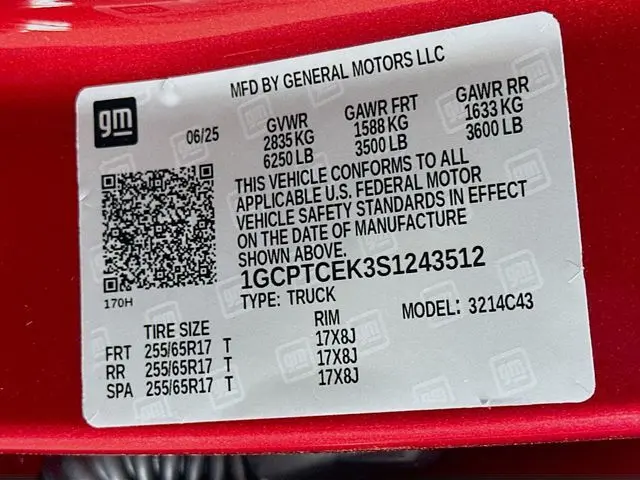 MFD BY GENERAL MOTORS LLC
gm
06/25
GVWR
2835 KG
6250 LB
GAWR FRT
1588 KG
3500 LB
GAWR RR
1633 KG
3600 LB
THIS VEHICLE CONFORMS TO ALL
APPLICABLE U.S. FEDERAL MOTOR
VEHICLE SAFETY STANDARDS IN EFFECT
ON THE DATE OF MANUFACTURE
SHOWN ABOVE.
170H
1GCPTCEK3S1243512
TYPE: TRUCK
MODEL: 3214C43
TIRE SIZE RIM
FRT 255/65R17 T 17X8J
RR 255/65R17 T 17X8J
SPA 255/65R17 T 17X8J